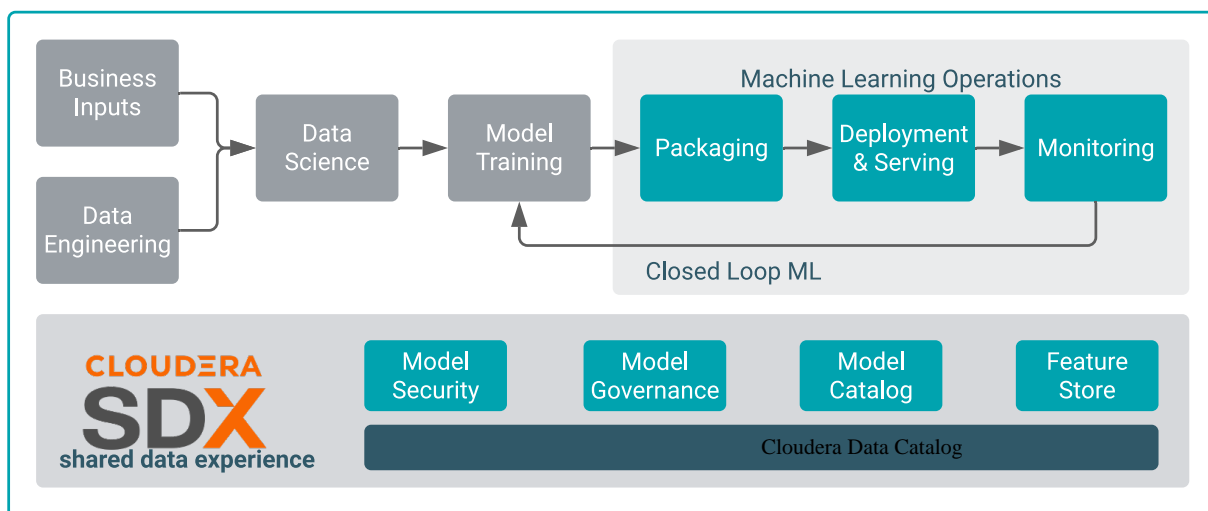 Business
Inputs
Data
Engineering
Data
Science
Model
Training
Machine Learning Operations
Packaging
Deployment
& Serving
Monitoring
Closed Loop ML
CLOUDERA
SDX
shared data experience
Model
Security
Model
Governance
Model
Catalog
Feature
Store
Cloudera Data Catalog